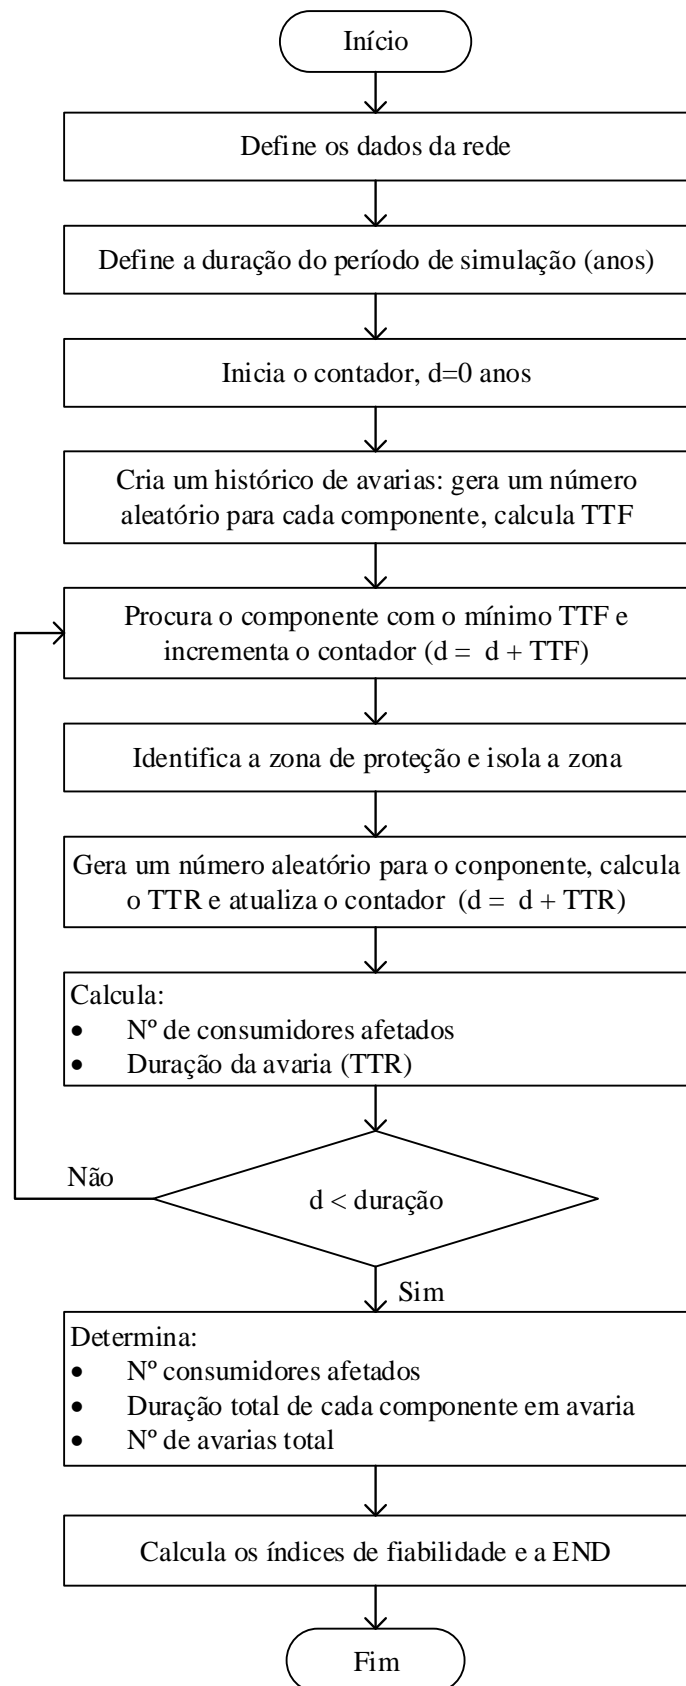 Início
Define os dados da rede
Define a duração do período de simulação (anos)
Inicia o contador, d=0 anos
Cria um histórico de avarias: gera um número
aleatório para cada componente, calcula TTF
Procura o componente com o mínimo TTF e
incrementa o contador (d = d + TTF)
Identifica a zona de proteção e isola a zona
Gera um número aleatório para o conponente, calcula
o TTR e atualiza o contador (d = d + TTR)
Calcula:
• Nº de consumidores afetados
• Duração da avaria (TTR)
Não
d < duração
Sim
Determina:
• Nº consumidores afetados
• Duração total de cada componente em avaria
• Nº de avarias total
Calcula os índices de fiabilidade e a END
Fim